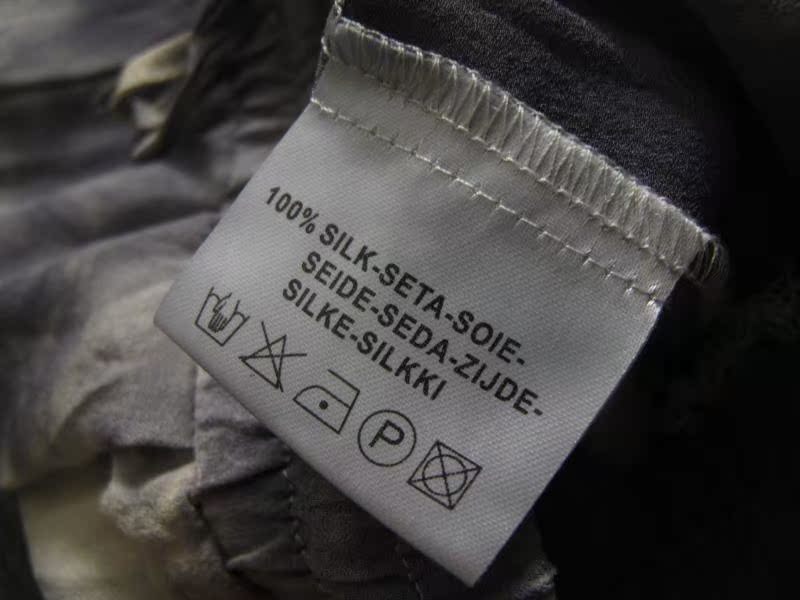 100% SILK-SETA-SOIE-
SEIDE-SEDA-ZIJDE-
SILKE-SILKKI
P